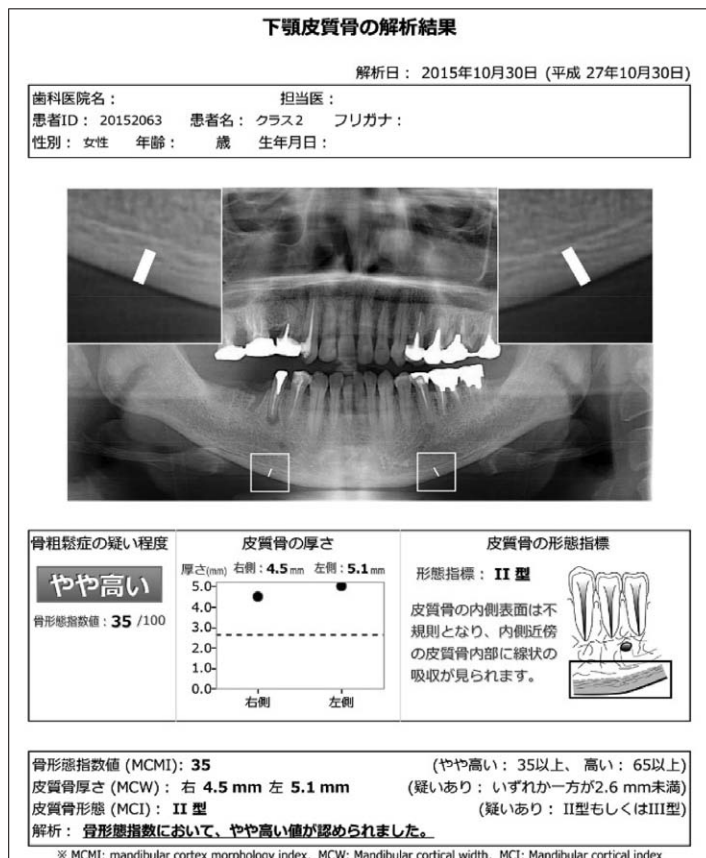 下顎皮質骨の解析結果
解析日： 2015年10月30日 (平成 27年10月30日)
歯科医院名： 担当医：
患者ID： 20152063 患者名： クラス2 フリガナ：
性別： 女性 年齢： 歳 生年月日：
骨粗鬆症の疑い程度
やや高い
骨形態指数値：35 /100
皮質骨の厚さ
厚さ(mm) 右側：4.5 mm 左側：5.1 mm
5.0
4.0
3.0
2.0
1.0
0.0
右側 左側
皮質骨の形態指標
形態指標： II 型
皮質骨の内側表面は不
規則となり、内側近傍
の皮質骨内部に線状の
吸収が見られます。
骨形態指数値 (MCMI): 35 (やや高い： 35以上、 高い： 65以上)
皮質骨厚さ (MCW)： 右 4.5 mm 左 5.1 mm (疑いあり： いずれか一方が2.6 mm未満)
皮質骨形態 (MCI)： II 型 (疑いあり： II型もしくはIII型)
解析： 骨形態指数において、やや高い値が認められました。
※ MCMI: mandibular cortex morphology index、MCW: Mandibular cortical width、MCI: Mandibular cortical index